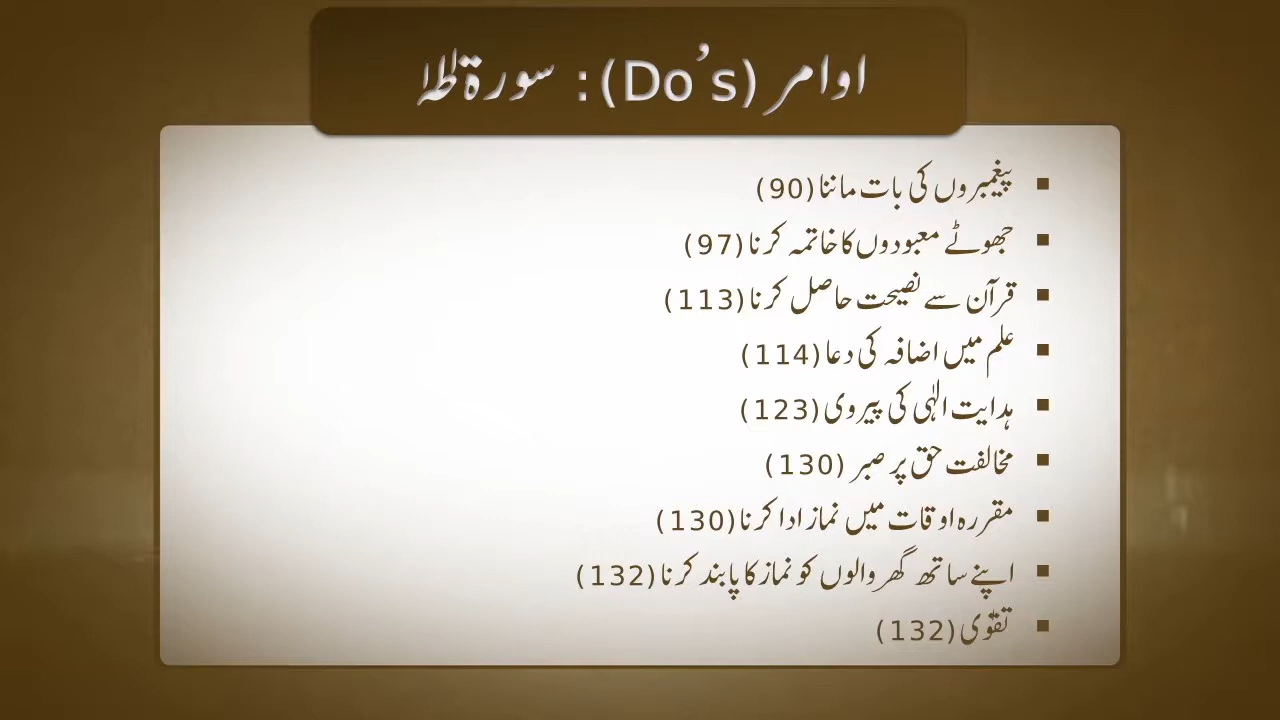 اوامر (Do’s): سورۃ طٰہٰ
▪ پیغمبروں کی بات ماننا (90)
▪ جھوٹے معبودوں کا خاتمہ کرنا (97)
▪ قرآن سے نصیحت حاصل کرنا (113)
▪ علم میں اضافہ کی دعا (114)
▪ ہدایت الٰہی کی پیروی (123)
▪ مخالفت حق پر صبر (130)
▪ مقررہ اوقات میں نماز ادا کرنا (130)
▪ اپنے ساتھ گھر والوں کو نماز کا پابند کرنا (132)
▪ تقوٰی (132)